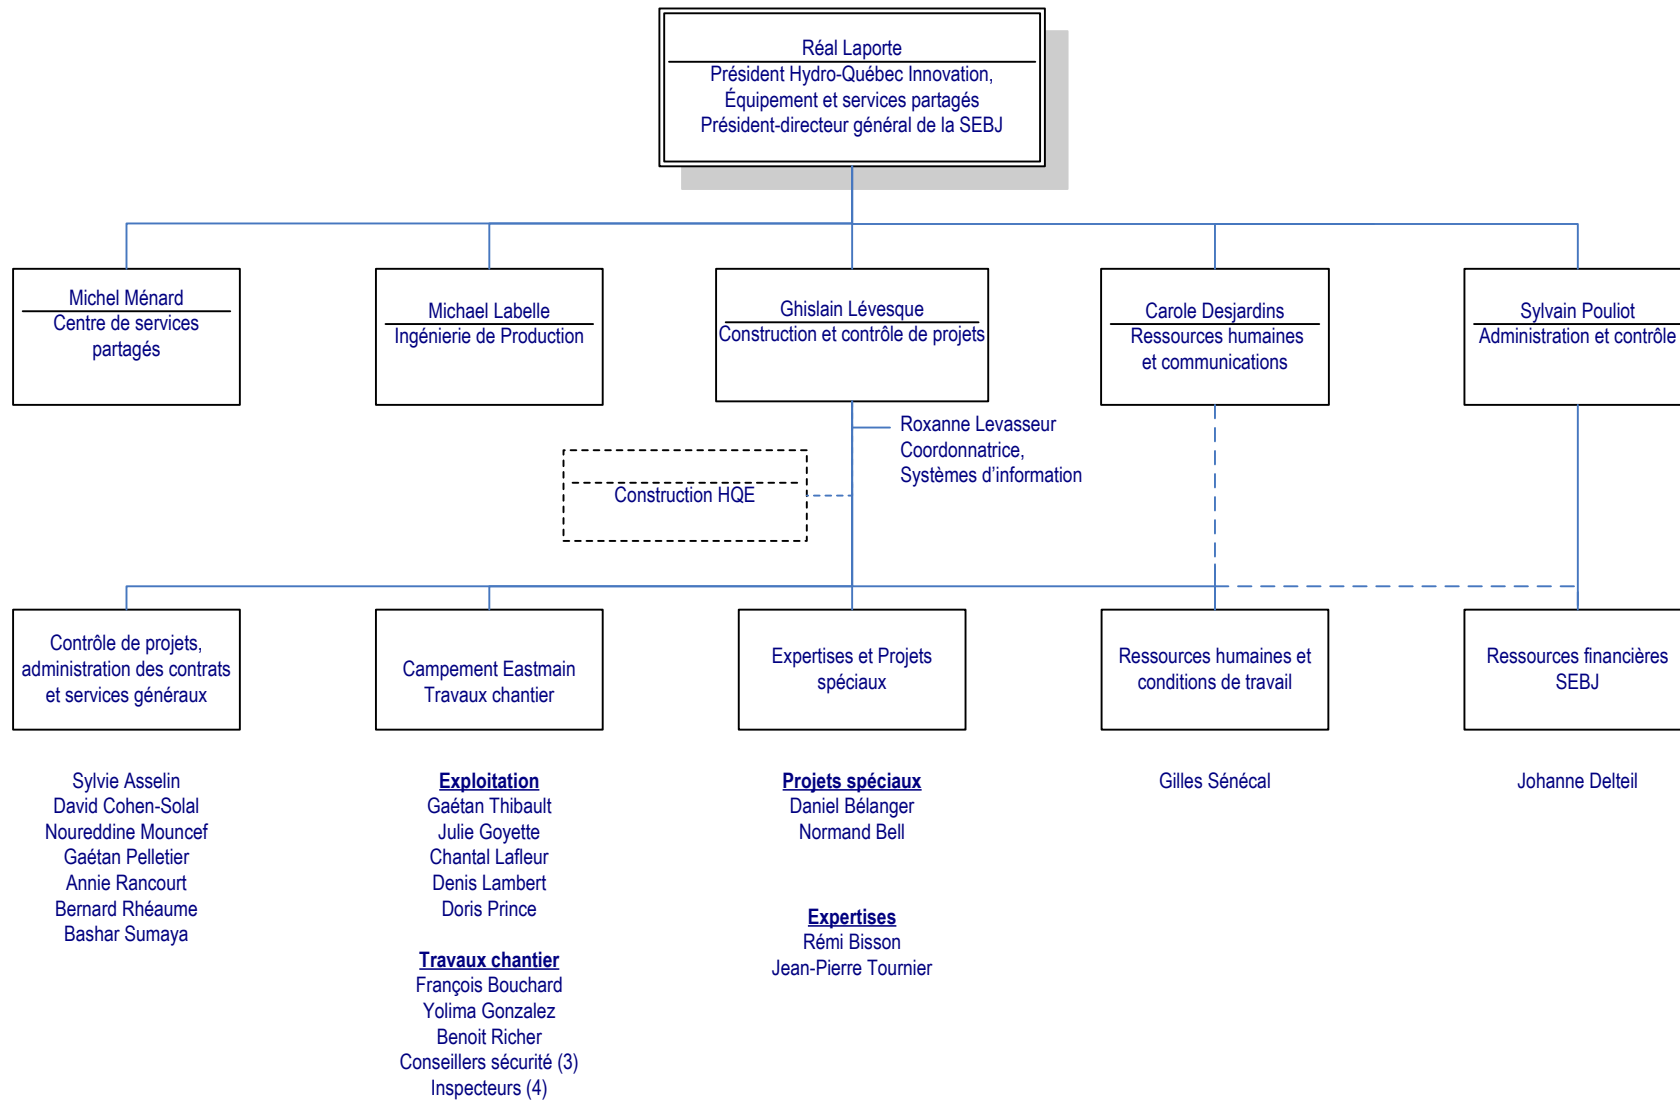 Réal Laporte
Président Hydro-Québec Innovation,
Équipement et services partagés
Président-directeur général de la SEBJ
Michel Ménard
Centre de services
partagés
Michael Labelle
Ingénierie de Production
Ghislain Lévesque
Construction et contrôle de projets
Carole Desjardins
Ressources humaines
et communications
Sylvain Pouliot
Administration et contrôle
Roxanne Levasseur
Coordonnatrice,
Systèmes d'information
Construction HQE
Contrôle de projets,
administration des contrats
et services généraux
Campement Eastmain
Travaux chantier
Expertises et Projets
spéciaux
Ressources humaines et
conditions de travail
Ressources financières
SEBJ
Sylvie Asselin
David Cohen-Solal
Noureddine Mouncef
Gaétan Pelletier
Annie Rancourt
Bernard Rhéaume
Bashar Sumaya
Exploitation
Gaétan Thibault
Julie Goyette
Chantal Lafleur
Denis Lambert
Doris Prince
Travaux chantier
François Bouchard
Yolima Gonzalez
Benoit Richer
Conseillers sécurité (3)
Inspecteurs (4)
Projets spéciaux
Daniel Bélanger
Normand Bell
Expertises
Rémi Bisson
Jean-Pierre Tournier
Gilles Sénécal
Johanne Delteil